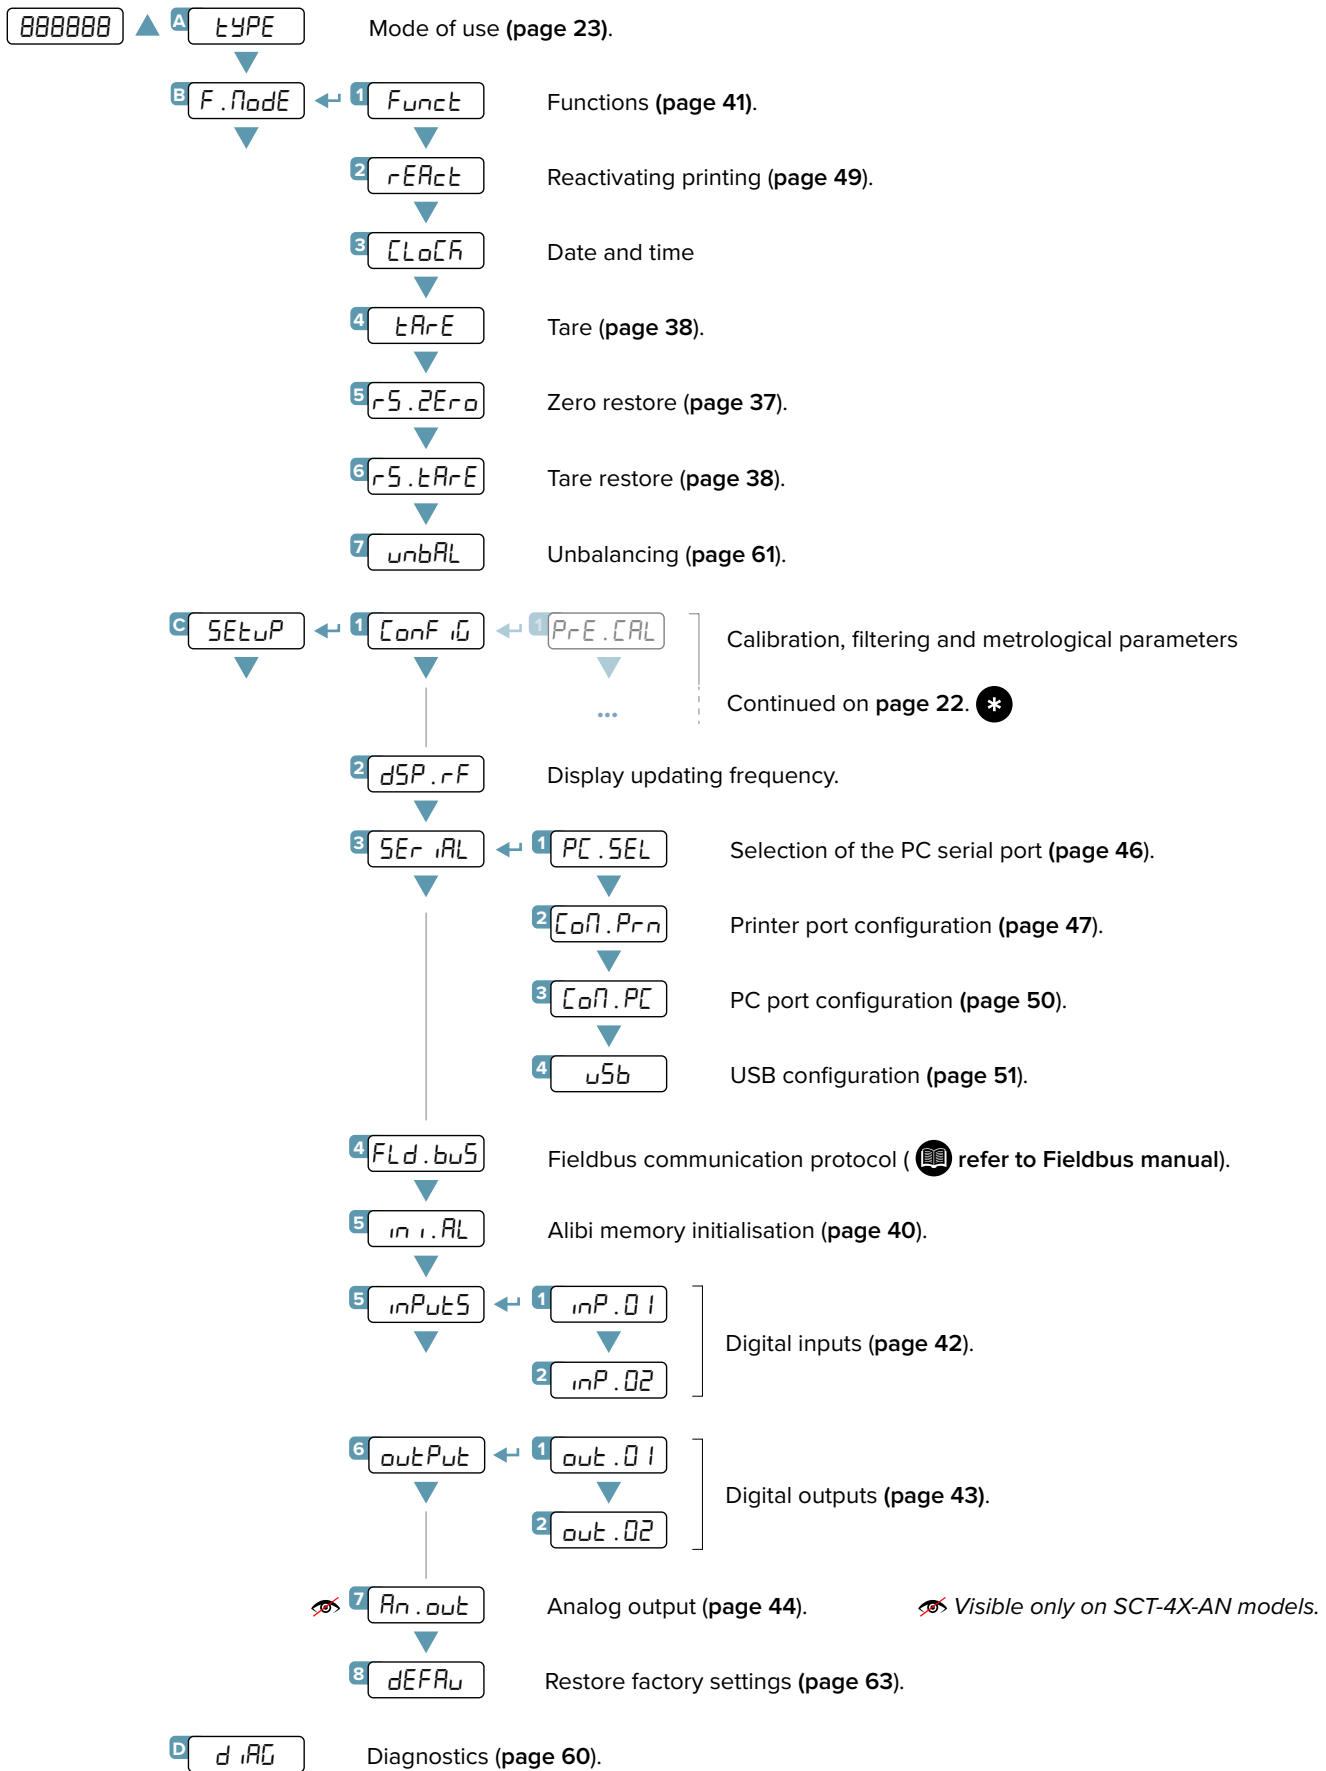 888888 A tYPE Mode of use (page 23).
B F.ModE 1 Funct Functions (page 41).
2 rEAct Reactivating printing (page 49).
3 CLoCk Date and time
4 tArE Tare (page 38).
5 rS.ZEro Zero restore (page 37).
6 rS.tArE Tare restore (page 38).
7 unbAL Unbalancing (page 61).
C SEtuP 1 ConFiG 1 PrE.CAL Calibration, filtering and metrological parameters
... Continued on page 22. *
2 dSP.rF Display updating frequency.
3 SEriAL 1 PC.SEL Selection of the PC serial port (page 46).
2 CoM.Prn Printer port configuration (page 47).
3 CoM.PC PC port configuration (page 50).
4 uSb USB configuration (page 51).
4 FLd.buS Fieldbus communication protocol ( refer to Fieldbus manual).
5 ini.AL Alibi memory initialisation (page 40).
5 inPutS 1 inP.01
Digital inputs (page 42).
2 inP.02
6 outPut 1 out.01
Digital outputs (page 43).
2 out.02
7 An.out Analog output (page 44). Visible only on SCT-4X-AN models.
8 dEFAu Restore factory settings (page 63).
D diAG Diagnostics (page 60).